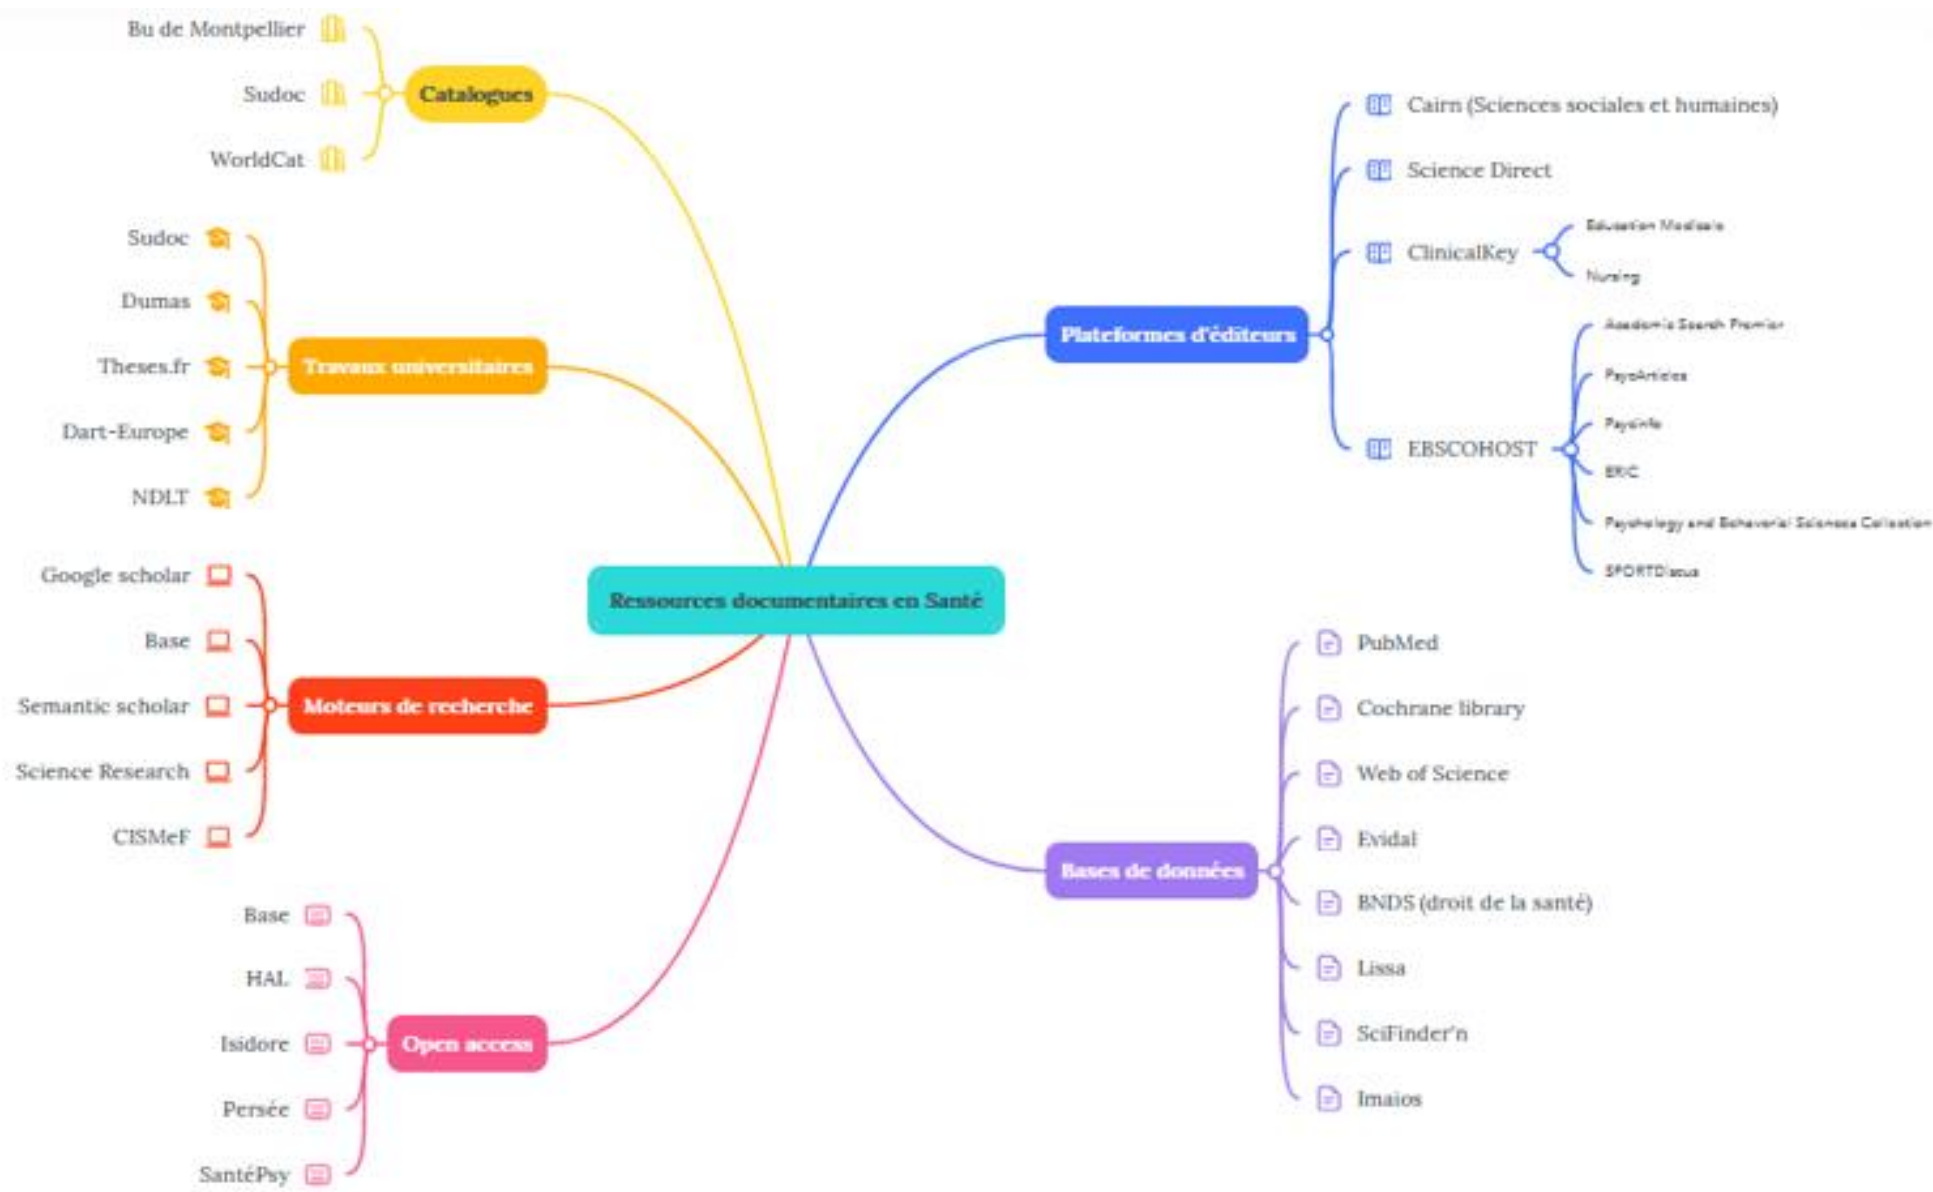 Bu de Montpellier
Sudoc
WorldCat
Catalogues
Sudoc
Dumas
Theses.fr
Dart-Europe
NDLT
Travaux universitaires
Google scholar
Base
Semantic scholar
Science Research
CISMeF
Moteurs de recherche
Base
HAL
Isidore
Persée
SantéPsy
Open access
Ressources documentaires en Santé
Plateformes d'éditeurs
Cairn (Sciences sociales et humaines)
Science Direct
ClinicalKey
Education Medicale
Nursing
EBSCOHOST
Academic Search Premier
PsycArticles
PsycInfo
ERIC
Psychology and Behavorial Sciences Collection
SPORTDiscus
Bases de données
PubMed
Cochrane library
Web of Science
Evidal
BNDS (droit de la santé)
Lissa
SciFinder'n
Imaios